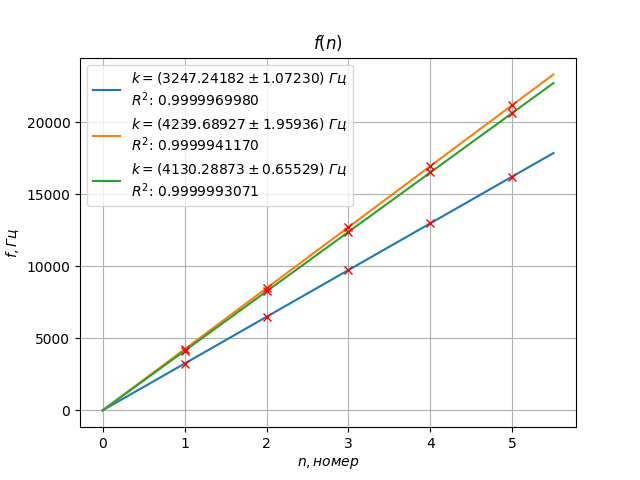 f(n)
k = (3247.24182 ± 1.07230) Гц
R²: 0.9999969980
k = (4239.68927 ± 1.95936) Гц
R²: 0.9999941170
k = (4130.28873 ± 0.65529) Гц
R²: 0.9999993071
20000
15000
10000
5000
0
f, Гц
0 1 2 3 4 5
n, номер